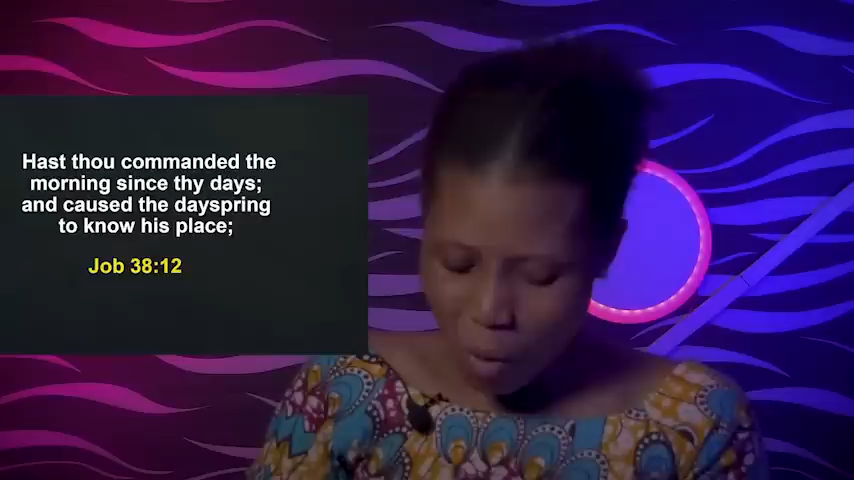 Hast thou commanded the
morning since thy days;
and caused the dayspring
to know his place;
Job 38:12